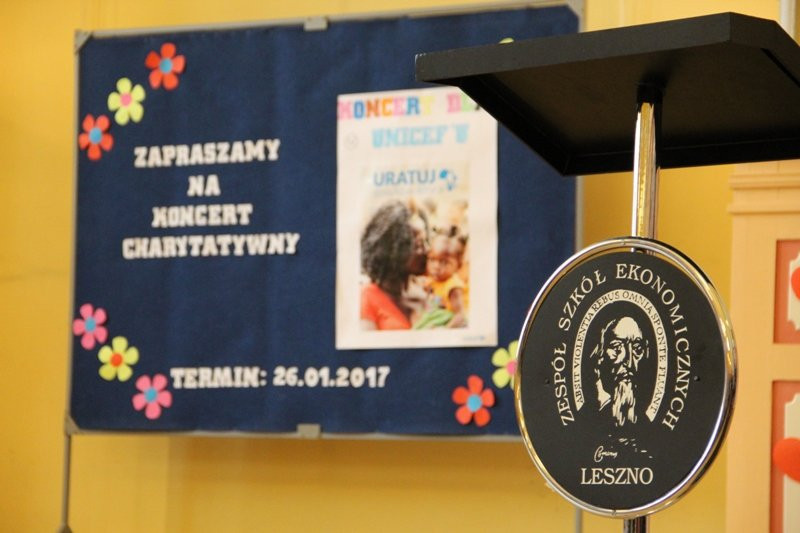 ZAPRASZAMY
NA
KONCERT
CHARYTATYWNY
TERMIN: 26.01.2017
KONCERT
UNICEF'U
URATUJ
ZESPÓŁ SZKÓŁ EKONOMICZNYCH
ABSIT VIOLENTIA REBUS OMNIA SPONTE FLUANT
LESZNO